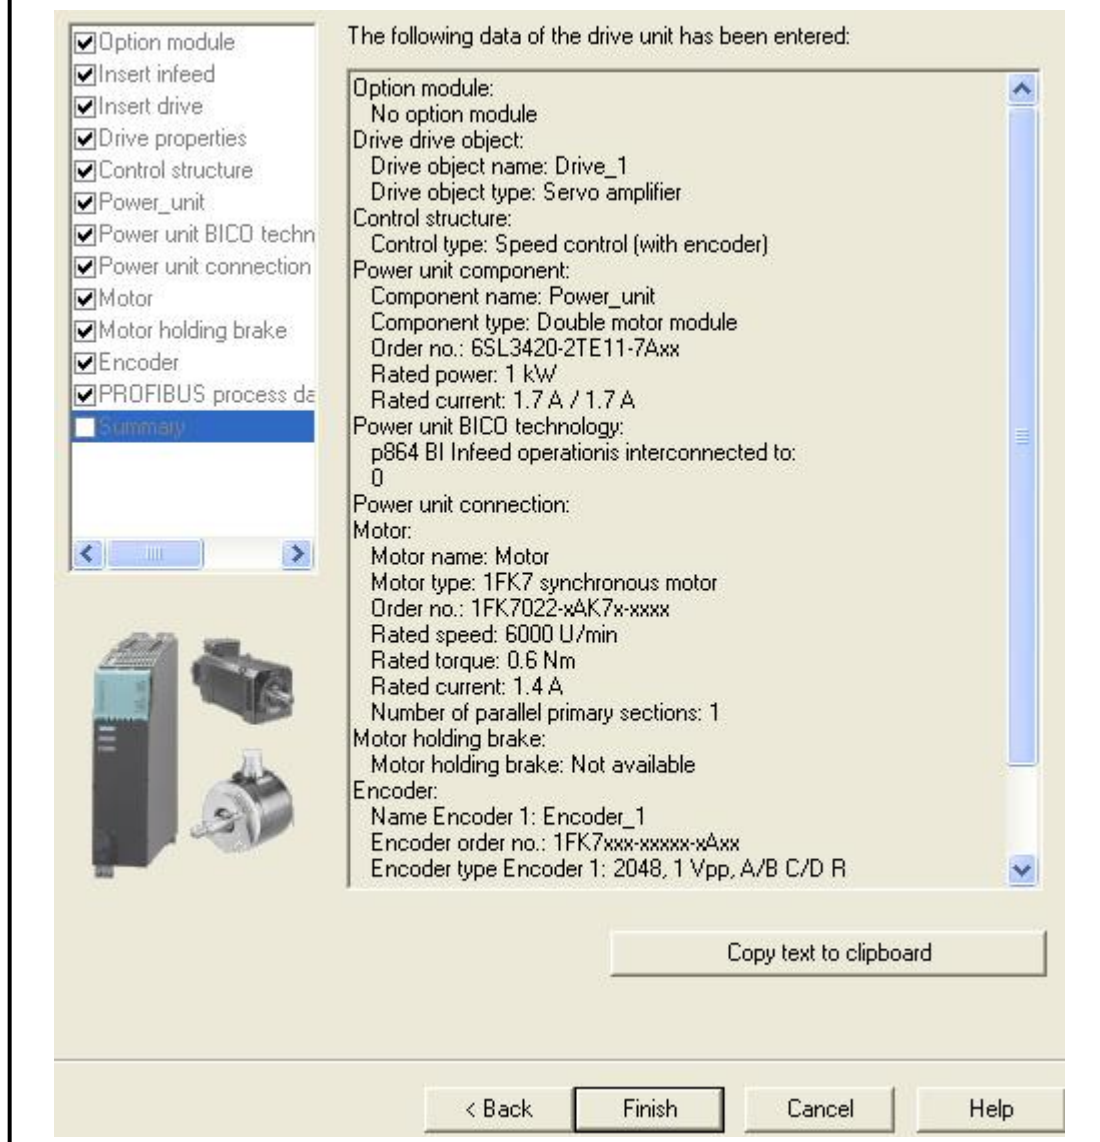 Option module
Insert infeed
Insert drive
Drive properties
Control structure
Power_unit
Power unit BICO techn
Power unit connection
Motor
Motor holding brake
Encoder
PROFIBUS process da
Summary
The following data of the drive unit has been entered:
Option module:
No option module
Drive drive object:
Drive object name: Drive_1
Drive object type: Servo amplifier
Control structure:
Control type: Speed control (with encoder)
Power unit component:
Component name: Power_unit
Component type: Double motor module
Order no.: 6SL3420-2TE11-7Axx
Rated power: 1 kW
Rated current: 1.7 A / 1.7 A
Power unit BICO technology:
p864 BI Infeed operationis interconnected to:
0
Power unit connection:
Motor:
Motor name: Motor
Motor type: 1FK7 synchronous motor
Order no.: 1FK7022-xAK7x-xxxx
Rated speed: 6000 U/min
Rated torque: 0.6 Nm
Rated current: 1.4 A
Number of parallel primary sections: 1
Motor holding brake:
Motor holding brake: Not available
Encoder:
Name Encoder 1: Encoder_1
Encoder order no.: 1FK7xxx-xxxxx-xAxx
Encoder type Encoder 1: 2048, 1 Vpp, A/B C/D R
Copy text to clipboard
< Back
Finish
Cancel
Help